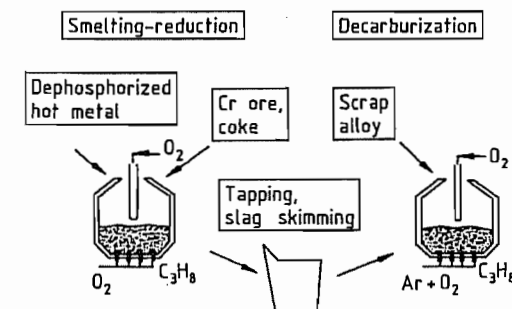 Smelting-reduction
Decarburization
Dephosphorized
hot metal
Cr ore,
coke
Scrap
alloy
O₂
O₂
Tapping,
slag skimming
O₂
C₃H₈
Ar + O₂
C₃H₈